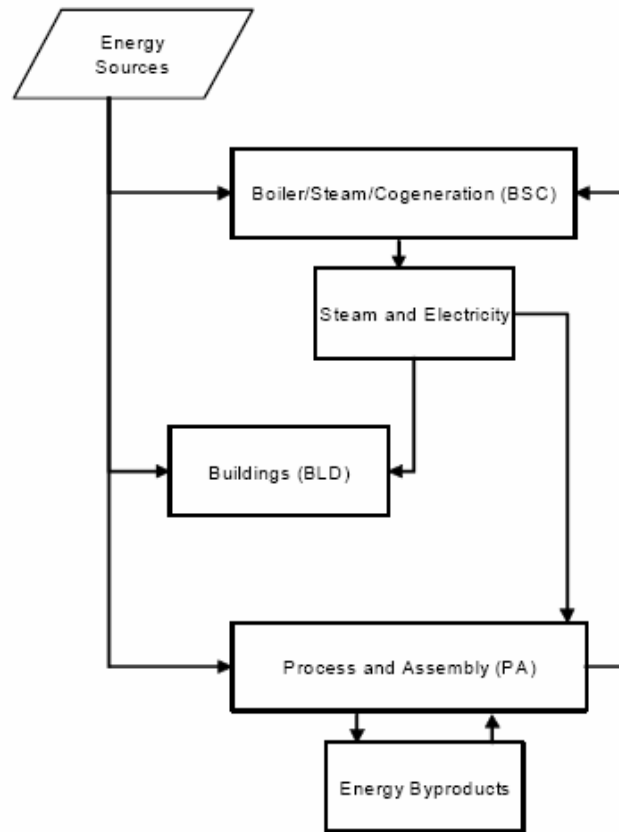 Energy
Sources
Boiler/Steam/Cogeneration (BSC)
Steam and Electricity
Buildings (BLD)
Process and Assembly (PA)
Energy Byproducts